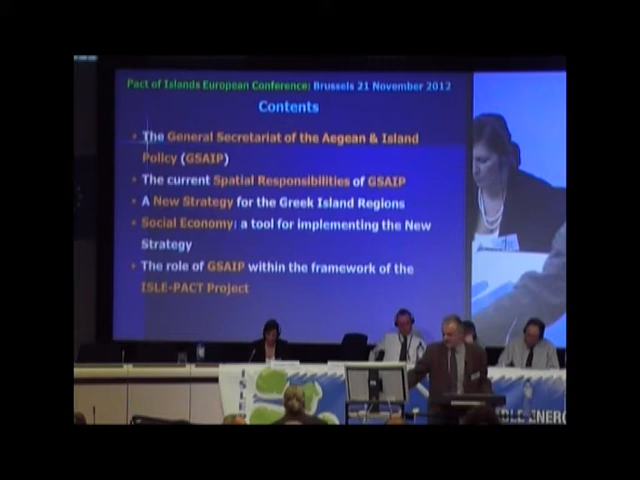 Pact of Islands European Conference: Brussels 21 November 2012
Contents
• The General Secretariat of the Aegean & Island
Policy (GSAIP)
• The current Spatial Responsibilities of GSAIP
• A New Strategy for the Greek Island Regions
• Social Economy: a tool for implementing the New
Strategy
• The role of GSAIP within the framework of the
ISLE-PACT Project
ISLE